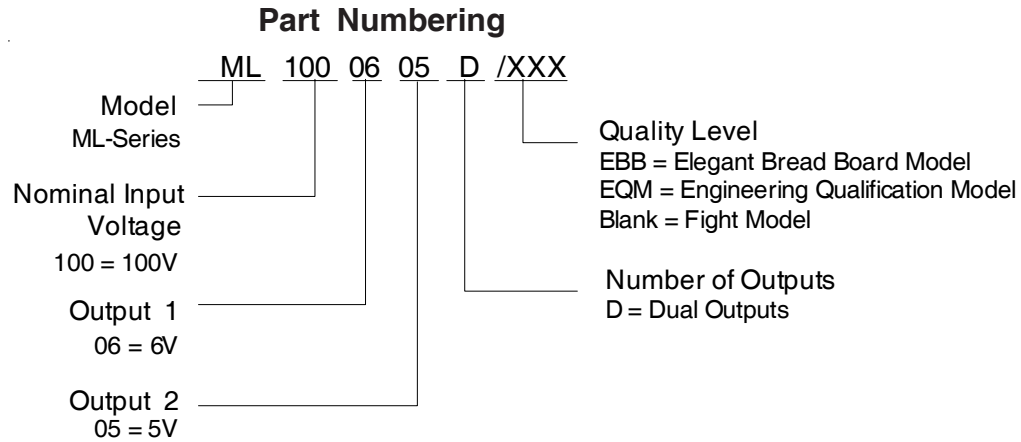 Part Numbering
ML 100 06 05 D /XXX
Model
ML-Series
Nominal Input
Voltage
100 = 100V
Output 1
06 = 6V
Output 2
05 = 5V
Quality Level
EBB = Elegant Bread Board Model
EQM = Engineering Qualification Model
Blank = Fight Model
Number of Outputs
D = Dual Outputs